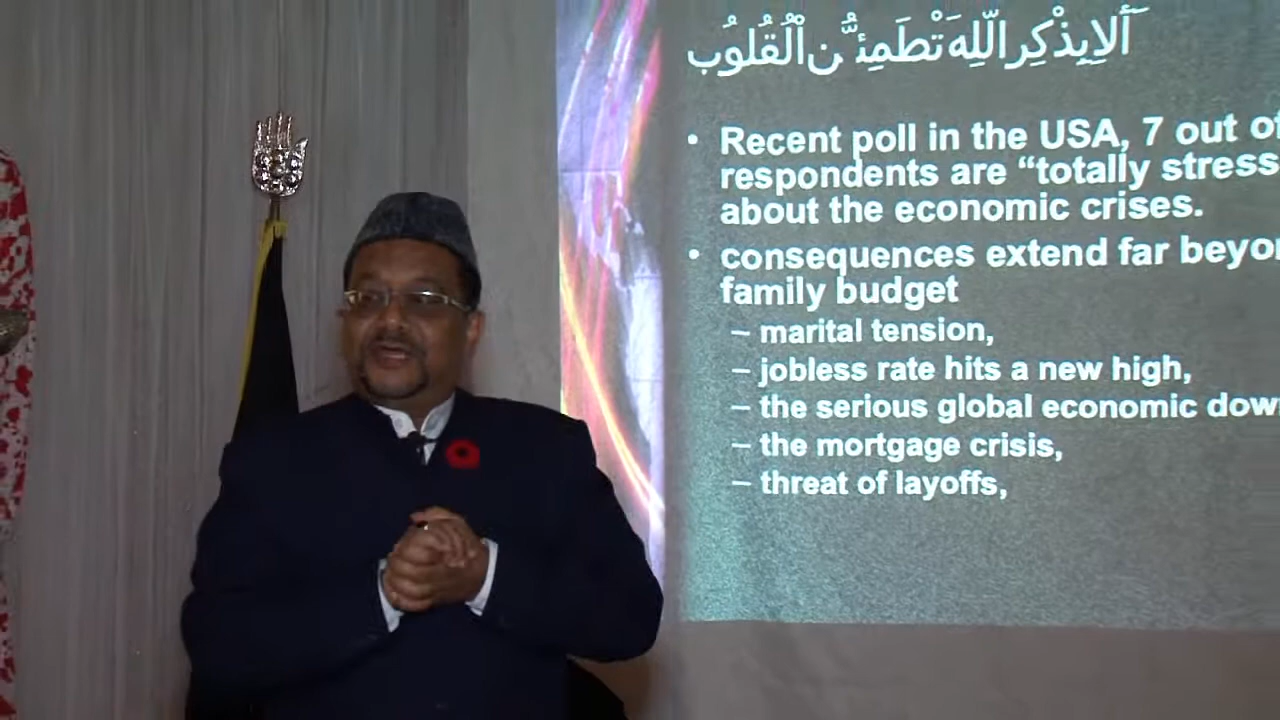 أَلَا بِذِكْرِ اللَّهِ تَطْمَئِنُّ الْقُلُوبُ
• Recent poll in the USA, 7 out of
respondents are “totally stress
about the economic crises.
• consequences extend far beyo
family budget
– marital tension,
– jobless rate hits a new high,
– the serious global economic dow
– the mortgage crisis,
– threat of layoffs,